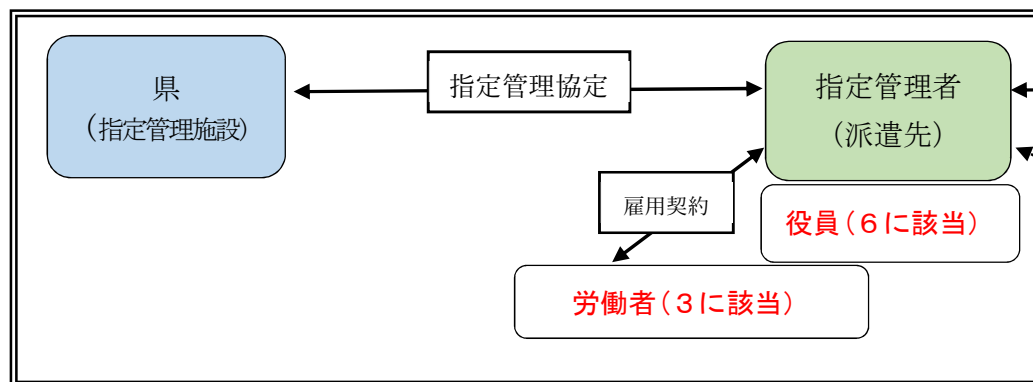 県
（指定管理施設）
指定管理協定
指定管理者
（派遣先）
雇用契約
役員（６に該当）
労働者（３に該当）